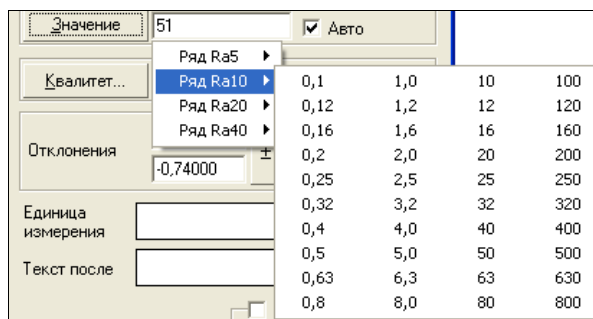 Значение 51 Авто
Ряд Ra5
Квалитет... Ряд Ra10 0,1 1,0 10 100
Ряд Ra20 0,12 1,2 12 120
Ряд Ra40 0,16 1,6 16 160
Отклонения ± 0,2 2,0 20 200
-0,74000 0,25 2,5 25 250
0,32 3,2 32 320
Единица измерения 0,4 4,0 40 400
0,5 5,0 50 500
Текст после 0,63 6,3 63 630
0,8 8,0 80 800